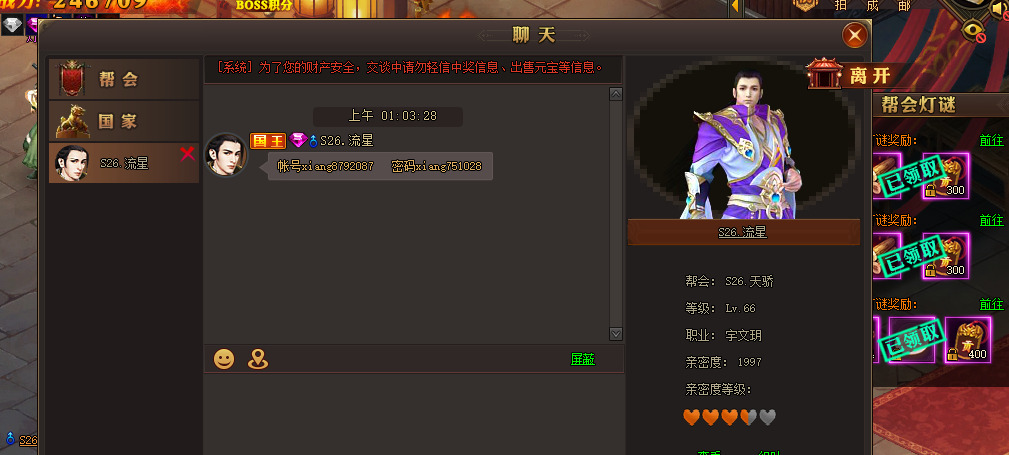 战力:246709
BOSS积分
聊天
离开
帮会
国家
S26.流星
[系统]为了您的财产安全,交谈中请勿轻信中奖信息、出售元宝等信息。
上午 01:03:28
国王 S26.流星
帐号xiang8792087 密码xiang751028
屏蔽
S26.流星
帮会: S26.天骄
等级: Lv.66
职业: 宇文玥
亲密度: 1997
亲密度等级:
帮会灯谜
谜奖励: 前往
已领取
300
谜奖励: 前往
已领取
300
谜奖励: 前往
已领取
400
S26